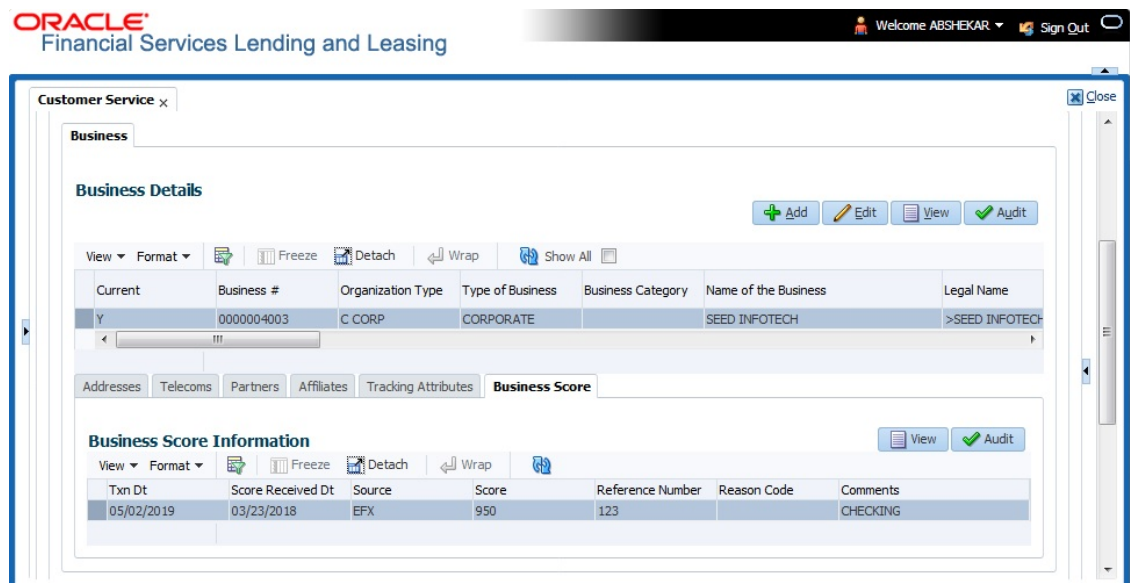 ORACLE
Financial Services Lending and Leasing
Welcome ABSHEKAR
Sign Out
Customer Service
Close
Business
Business Details
Add Edit View Audit
View Format Freeze Detach Wrap Show All
Current Business # Organization Type Type of Business Business Category Name of the Business Legal Name
Y 0000004003 C CORP CORPORATE SEED INFOTECH >SEED INFOTECH
Addresses Telecoms Partners Affiliates Tracking Attributes Business Score
Business Score Information
View Audit
View Format Freeze Detach Wrap
Txn Dt Score Received Dt Source Score Reference Number Reason Code Comments
05/02/2019 03/23/2018 EFX 950 123 CHECKING